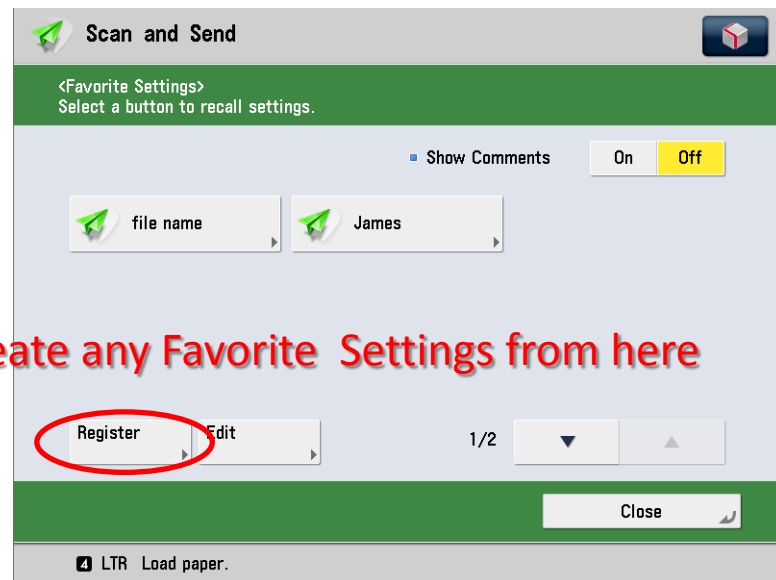 Scan and Send
<Favorite Settings>
Select a button to recall settings.
Show Comments On Off
file name James
any Favorite Settings from here
Register Edit 1/2
Close
4 LTR Load paper.